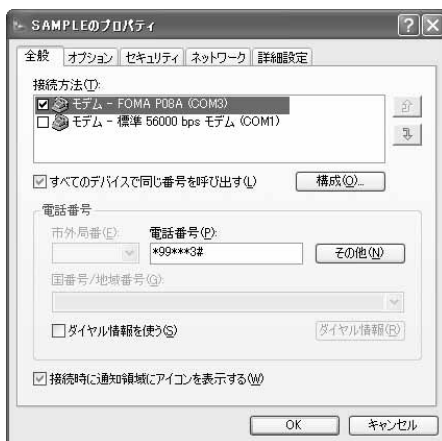 SAMPLEのプロパティ
全般 オプション セキュリティ ネットワーク 詳細設定
接続方法(T):
モデム - FOMA P08A (COM3)
モデム - 標準 56000 bps モデム (COM1)
すべてのデバイスで同じ番号を呼び出す(L) 構成(O)...
電話番号
市外局番(E): 電話番号(P):
*99***3# その他(N)
国番号/地域番号(G):
ダイヤル情報を使う(S) ダイヤル情報(R)
接続時に通知領域にアイコンを表示する(W)
OK キャンセル